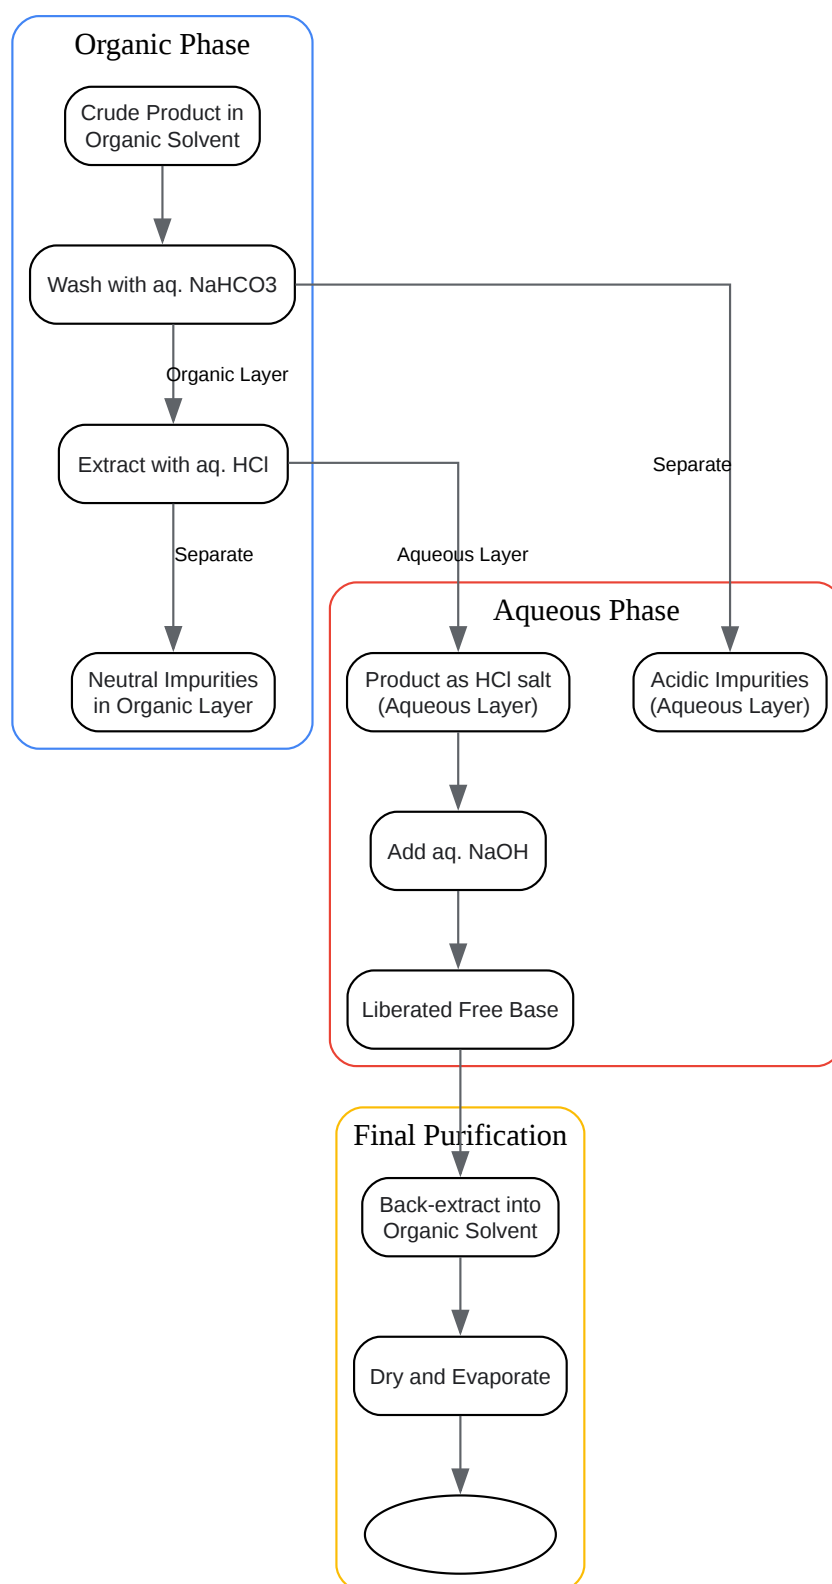 Organic Phase
Crude Product in
Organic Solvent
Wash with aq. NaHCO3
Organic Layer
Extract with aq. HCl
Separate
Separate
Aqueous Layer
Aqueous Phase
Neutral Impurities
in Organic Layer
Product as HCl salt
(Aqueous Layer)
Acidic Impurities
(Aqueous Layer)
Add aq. NaOH
Liberated Free Base
Final Purification
Back-extract into
Organic Solvent
Dry and Evaporate